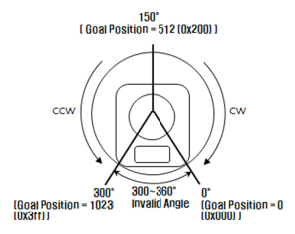 150°
( Goal Position = 512 (0x200) )
CCW
CW
300°
(Goal Position = 1023
(0x3ff) )
300~360°
Invalid Angle
0°
(Goal Position = 0
(0x000) )